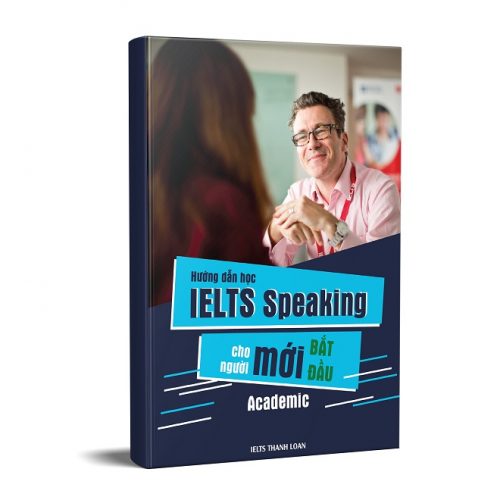 Hướng dẫn học
IELTS Speaking
cho người mới BẮT ĐẦU
Academic
IELTS THANH LOAN